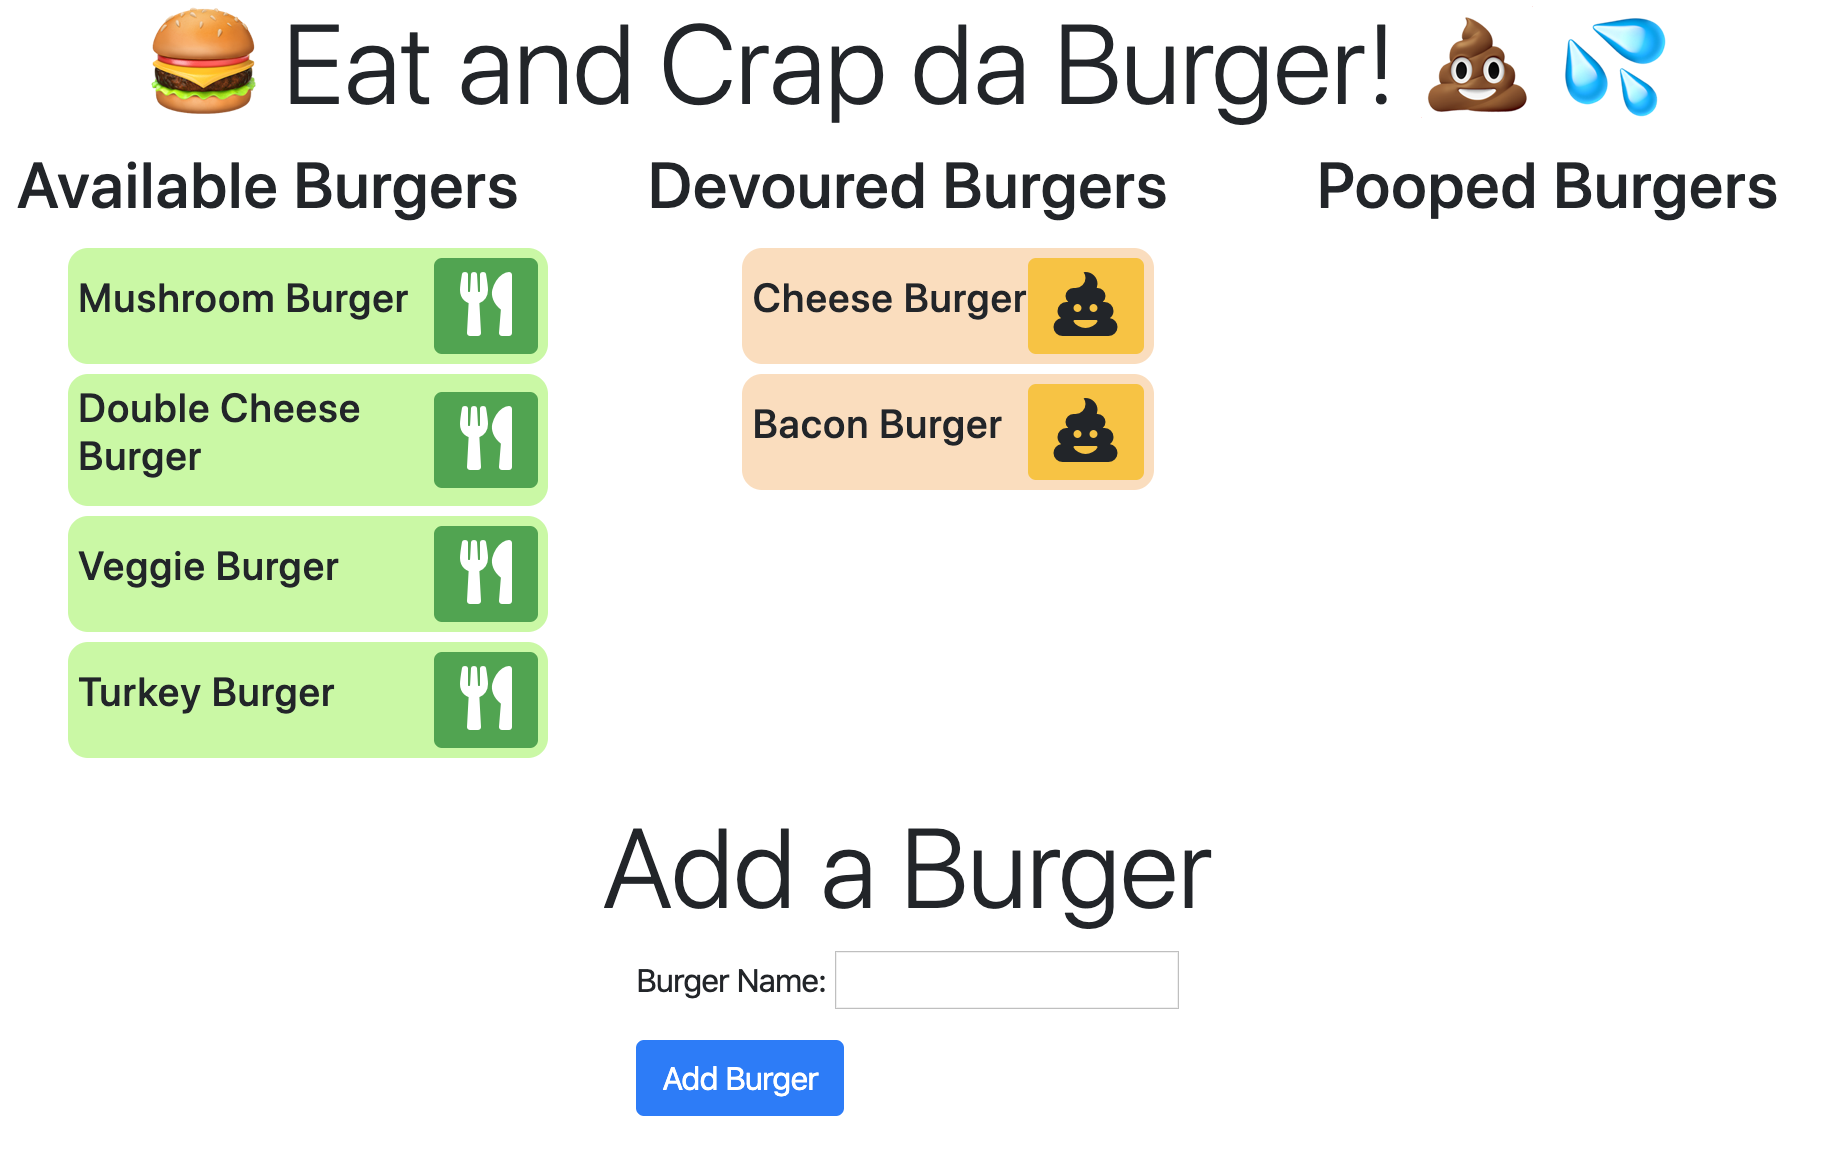 Eat and Crap da Burger!
Available Burgers
Mushroom Burger
Double Cheese
Burger
Veggie Burger
Turkey Burger
Devoured Burgers
Cheese Burger
Bacon Burger
Pooped Burgers
Add a Burger
Burger Name:
Add Burger